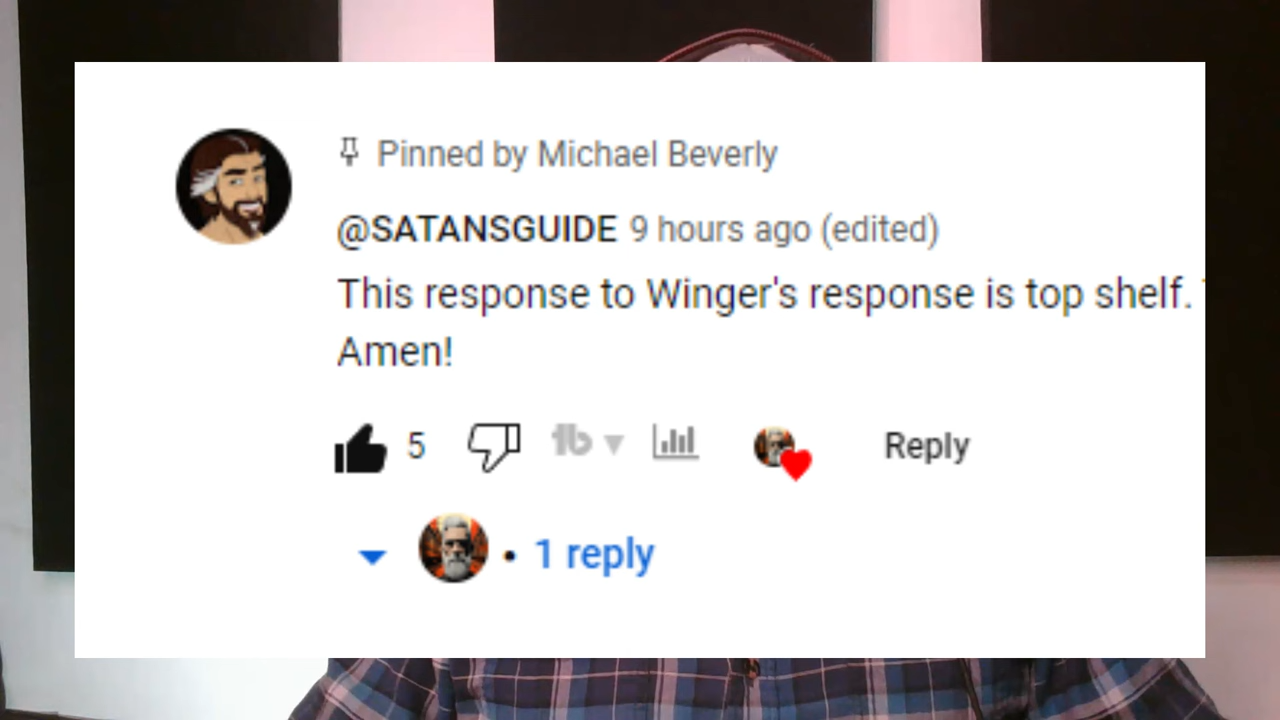 Pinned by Michael Beverly
@SATANSGUIDE 9 hours ago (edited)
This response to Winger's response is top shelf.
Amen!
5
Reply
1 reply